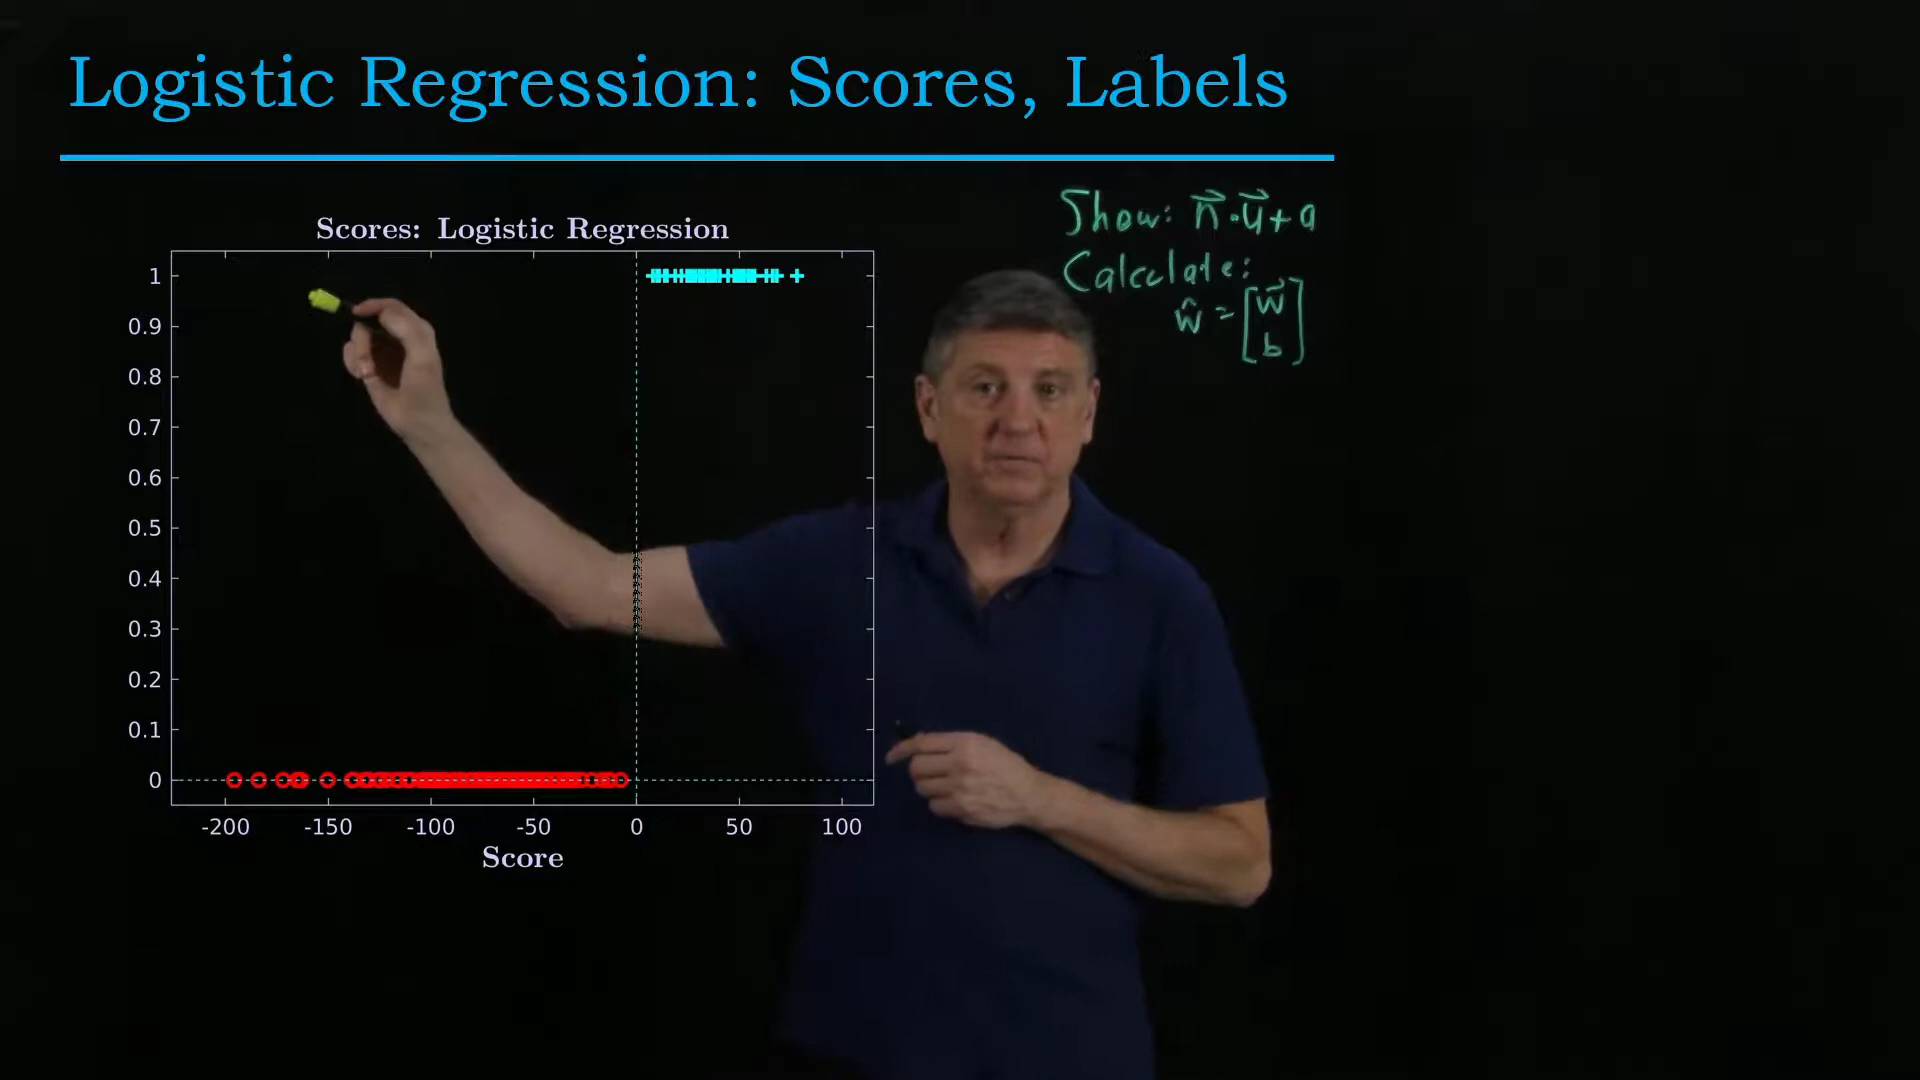 Logistic Regression: Scores, Labels
Show: n⃗·u⃗+a
Calculate:
ŵ = [w⃗
b]
Scores: Logistic Regression
1
0.9
0.8
0.7
0.6
0.5
0.4
0.3
0.2
0.1
0
-200 -150 -100 -50 0 50 100
Score